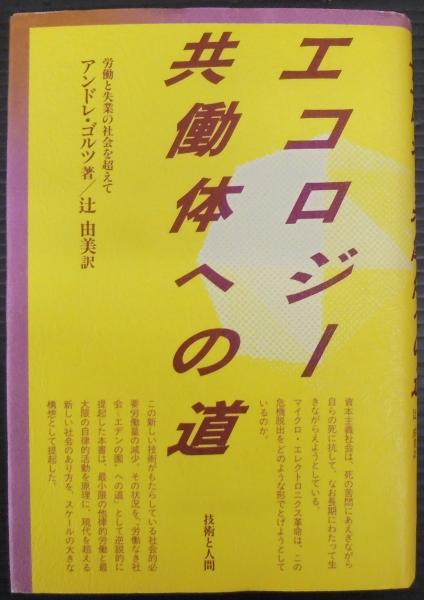 エコロジー
共働体への道
労働と失業の社会を超えて
アンドレ・ゴルツ著/辻 由美訳
資本主義社会は、死の苦悶にあえぎながら
自らの死に抗して、なお長期にわたって生
きながらえようとしている。
マイクロ・エレクトロニクス革命は、この
危機脱出をどのような形でとげようとして
いるのか。
この新しい技術がもたらしている社会的必
要労働量の減少、その状況を、労働なき社
会=エデンの園〟への道〟として逆説的に
提起した本書は、最小限の他律的労働と最
大限の自律的活動を原理に、現代を超える
新しい社会のあり方を、スケールの大きな
構想として提起した。
技術と人間